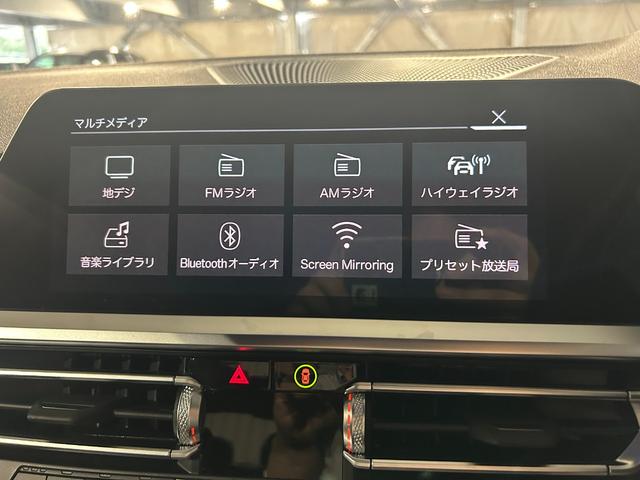 マルチメディア
地デジ
FMラジオ
AMラジオ
ハイウェイラジオ
音楽ライブラリ
Bluetoothオーディオ
Screen Mirroring
プリセット放送局